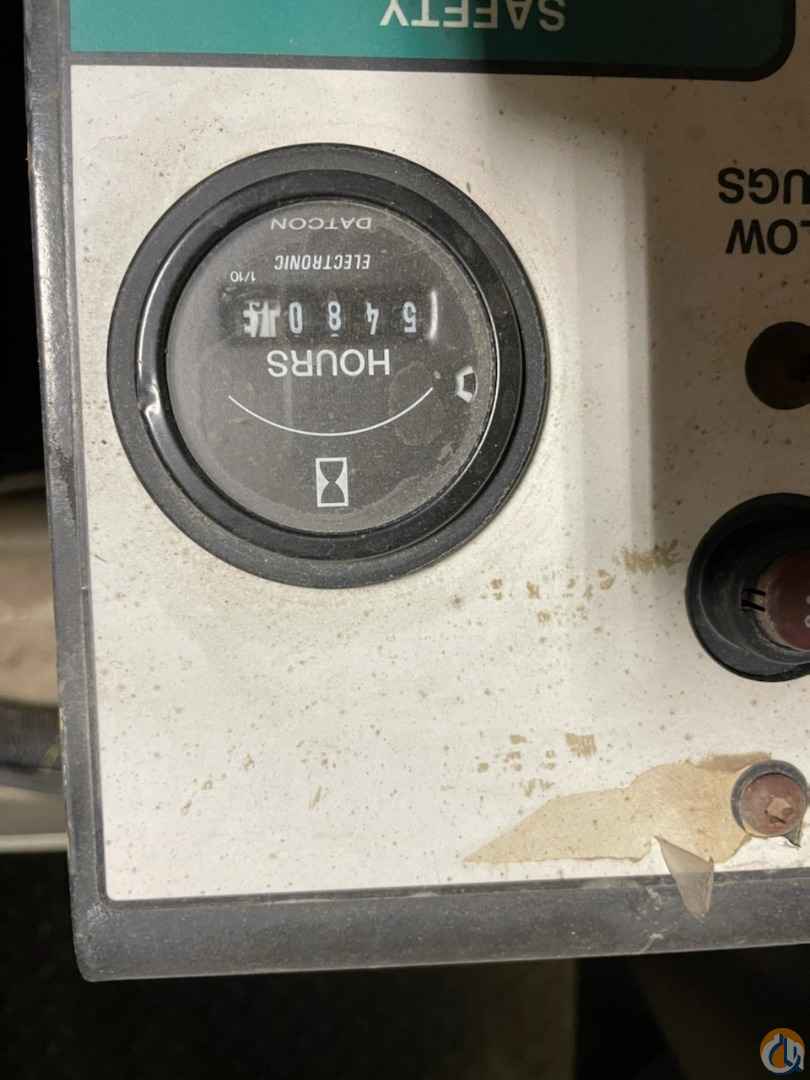 HOURS
5480
1/10
ELECTRONIC
DATCON
LOW
UGS
SAFETY